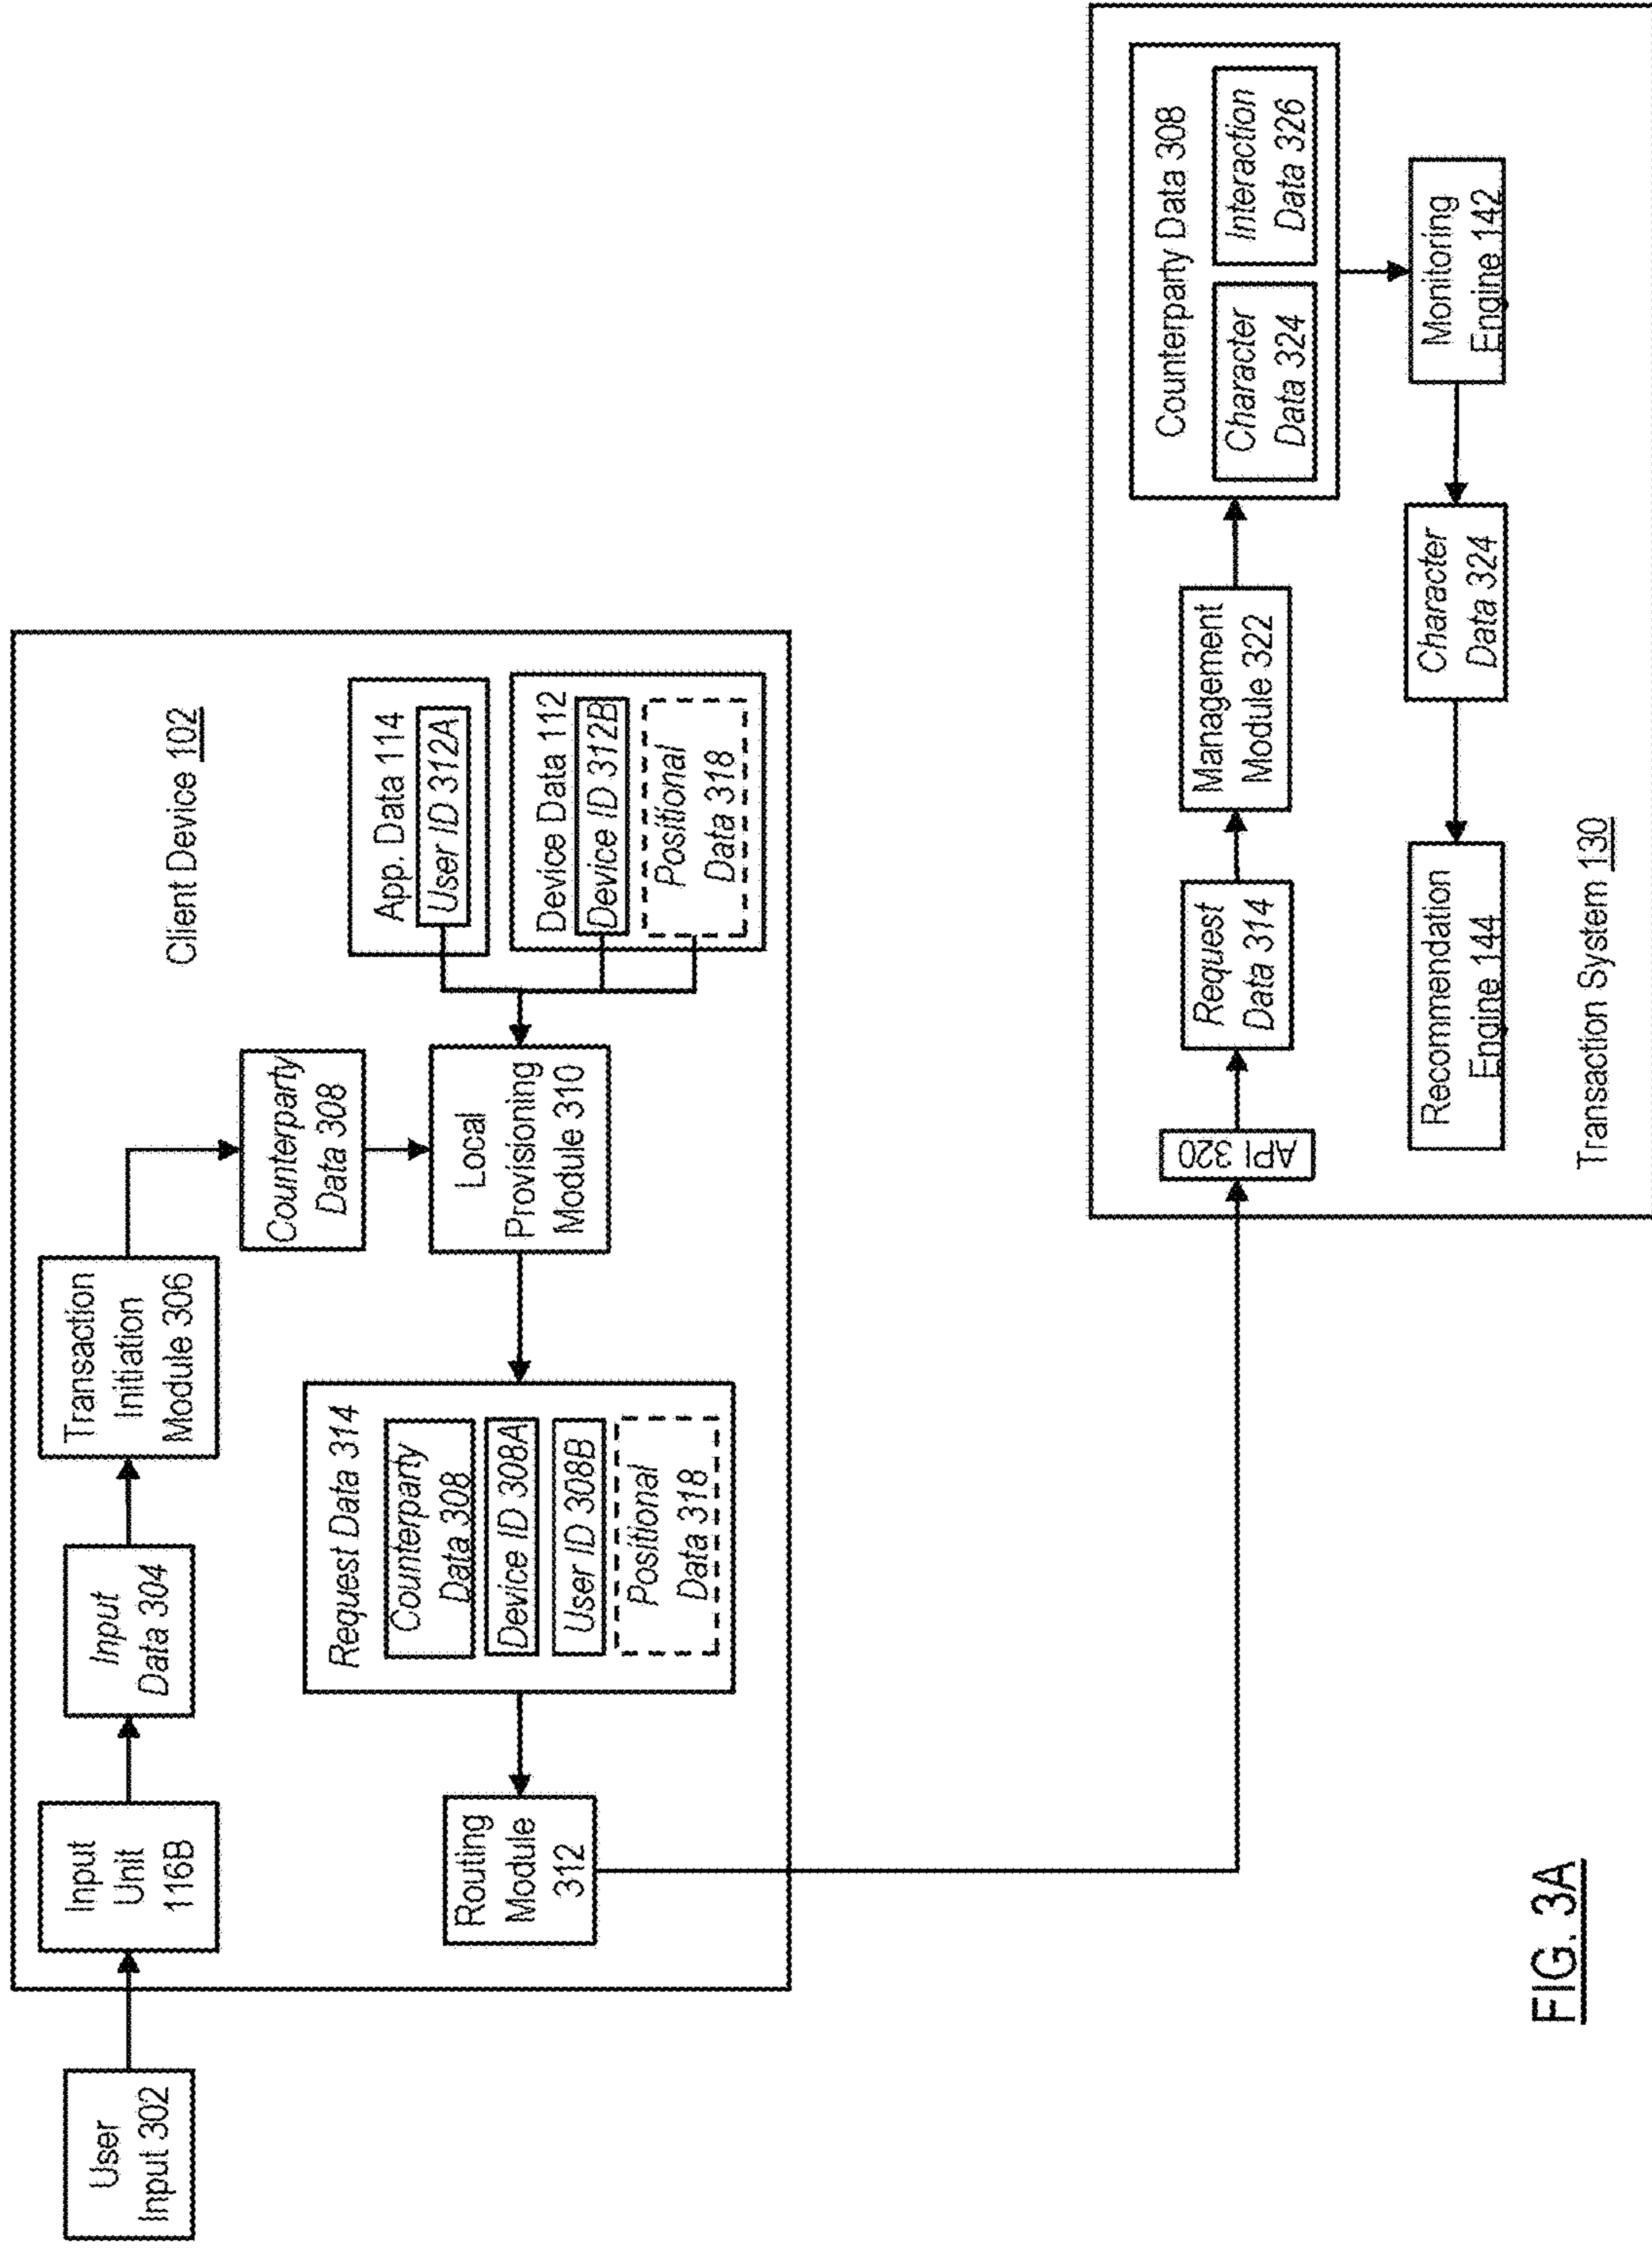 User
Input 302
Input
Unit
116B
Input
Data 304
Transaction
Initiation
Module 306
Client Device 102
Counterparty
Data 308
App. Data 114
User ID 312A
Device Data 112
Device ID 312B
Positional
Data 318
Local
Provisioning
Module 310
Request Data 314
Counterparty
Data 308
Device ID 308A
User ID 308B
Positional
Data 318
Routing
Module
312
API 320
Request
Data 314
Management
Module 322
Counterparty Data 308
Character
Data 324
Interaction
Data 326
Monitoring
Engine 142
Character
Data 324
Recommendation
Engine 144
Transaction System 130
FIG. 3A